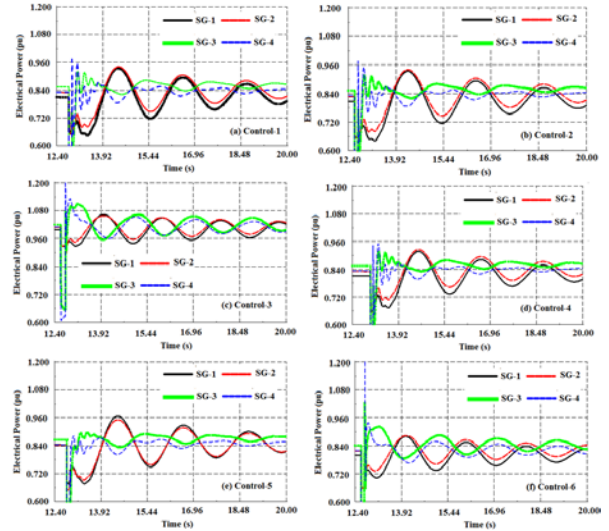 SG-1 SG-2
SG-3 SG-4
Electrical Power (pu)
1.200
1.080
0.960
0.840
0.720
0.600
(a) Control-1
12.40 13.92 15.44 16.96 18.48 20.00
Time (s)
SG-1 SG-2
SG-3 SG-4
Electrical Power (pu)
1.200
1.080
0.960
0.840
0.720
0.600
(b) Control-2
12.40 13.92 15.44 16.96 18.48 20.00
Time (s)
Electrical Power (pu)
1.200
1.080
0.960
0.840
0.720
0.600
SG-1 SG-2
SG-3 SG-4
(c) Control-3
12.40 13.92 15.44 16.96 18.48 20.00
Time (s)
SG-1 SG-2
SG-3 SG-4
Electrical Power (pu)
1.200
1.080
0.960
0.840
0.720
0.600
(d) Control-4
12.40 13.92 15.44 16.96 18.48 20.00
Time (s)
SG-1 SG-2
SG-3 SG-4
Electrical Power (pu)
1.200
1.080
0.960
0.840
0.720
0.600
(e) Control-5
12.40 13.92 15.44 16.96 18.48 20.00
Time (s)
SG-1 SG-2
SG-3 SG-4
Electrical Power (pu)
1.200
1.080
0.960
0.840
0.720
0.600
(f) Control-6
12.40 13.92 15.44 16.96 18.48 20.00
Time (s)